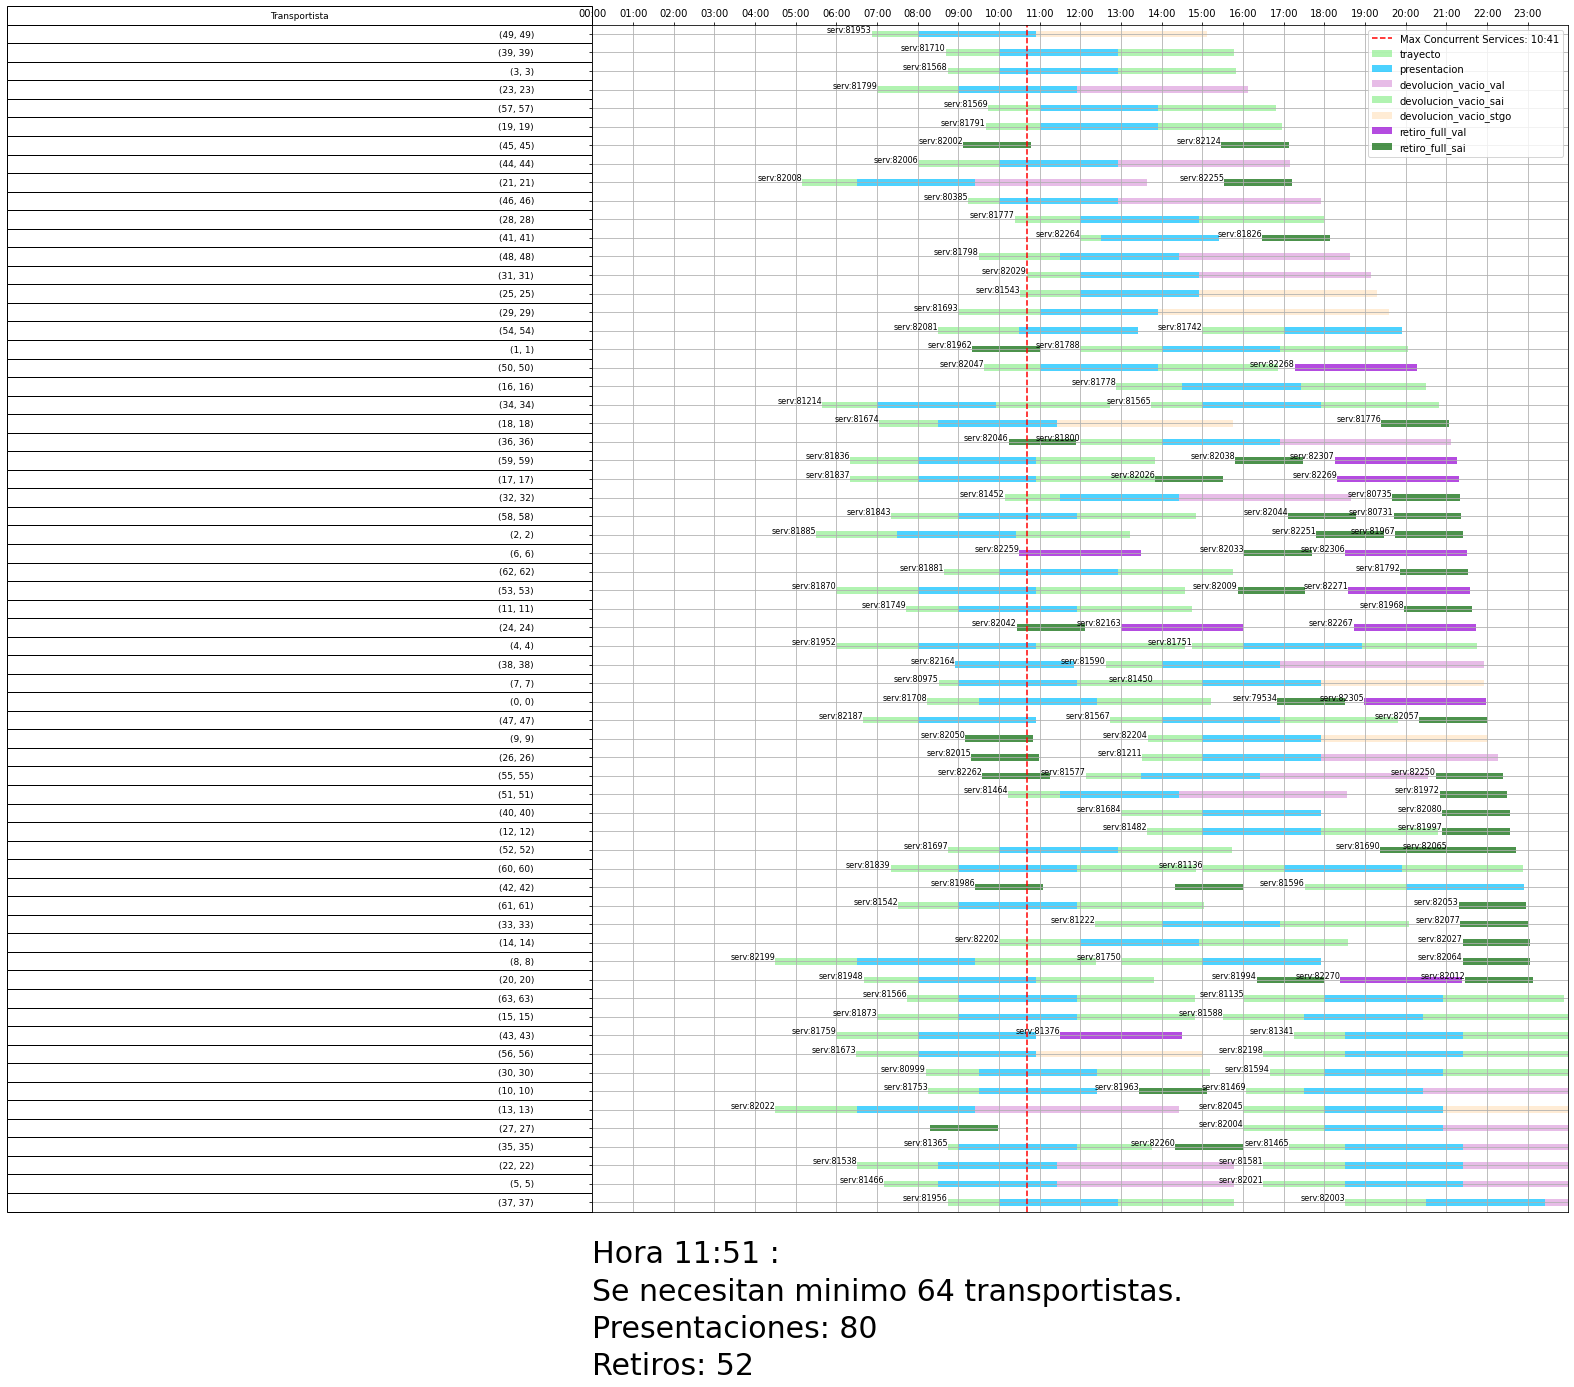 Transportista
00:00 01:00 02:00 03:00 04:00 05:00 06:00 07:00 08:00 09:00 10:00 11:00 12:00 13:00 14:00 15:00 16:00 17:00 18:00 19:00 20:00 21:00 22:00 23:00
Max Concurrent Services: 10:41
trayecto
presentacion
devolucion_vacio_val
devolucion_vacio_sai
devolucion_vacio_stgo
retiro_full_val
retiro_full_sai
(49, 49) serv:81953
(39, 39) serv:81710
(3, 3) serv:81568
(23, 23) serv:81799
(57, 57) serv:81569
(19, 19) serv:81791
(45, 45) serv:82002 serv:82124
(44, 44) serv:82006
(21, 21) serv:82008 serv:82255
(46, 46) serv:80385
(28, 28) serv:81777
(41, 41) serv:82264 serv:81826
(48, 48) serv:81798
(31, 31) serv:82029
(25, 25) serv:81543
(29, 29) serv:81693
(54, 54) serv:82081 serv:81742
(1, 1) serv:81962 serv:81788
(50, 50) serv:82047 serv:82268
(16, 16) serv:81778
(34, 34) serv:81214 serv:81565
(18, 18) serv:81674 serv:81776
(36, 36) serv:82046 serv:81800
(59, 59) serv:81836 serv:82038 serv:82307
(17, 17) serv:81837 serv:82026 serv:82269
(32, 32) serv:81452 serv:80735
(58, 58) serv:81843 serv:82044 serv:80731
(2, 2) serv:81885 serv:82251 serv:81967
(6, 6) serv:82259 serv:82033 serv:82306
(62, 62) serv:81881 serv:81792
(53, 53) serv:81870 serv:82009 serv:82271
(11, 11) serv:81749 serv:81968
(24, 24) serv:82042 serv:82163 serv:82267
(4, 4) serv:81952 serv:81751
(38, 38) serv:82164 serv:81590
(7, 7) serv:80975 serv:81450
(0, 0) serv:81708 serv:79534 serv:82305
(47, 47) serv:82187 serv:81567 serv:82057
(9, 9) serv:82050 serv:82204
(26, 26) serv:82015 serv:81211
(55, 55) serv:82262 serv:81577 serv:82250
(51, 51) serv:81464 serv:81972
(40, 40) serv:81684 serv:82080
(12, 12) serv:81482 serv:81997
(52, 52) serv:81697 serv:81690 serv:82065
(60, 60) serv:81839 serv:81136
(42, 42) serv:81986 serv:81596
(61, 61) serv:81542 serv:82053
(33, 33) serv:81222 serv:82077
(14, 14) serv:82202 serv:82027
(8, 8) serv:82199 serv:81750 serv:82064
(20, 20) serv:81948 serv:81994 serv:82270 serv:82012
(63, 63) serv:81566 serv:81135
(15, 15) serv:81873 serv:81588
(43, 43) serv:81759 serv:81376 serv:81341
(56, 56) serv:81673 serv:82198
(30, 30) serv:80999 serv:81594
(10, 10) serv:81753 serv:81963 serv:81469
(13, 13) serv:82022 serv:82045
(27, 27) serv:82004
(35, 35) serv:81365 serv:82260 serv:81465
(22, 22) serv:81538 serv:81581
(5, 5) serv:81466 serv:82021
(37, 37) serv:81956 serv:82003
Hora 11:51 :
Se necesitan minimo 64 transportistas.
Presentaciones: 80
Retiros: 52